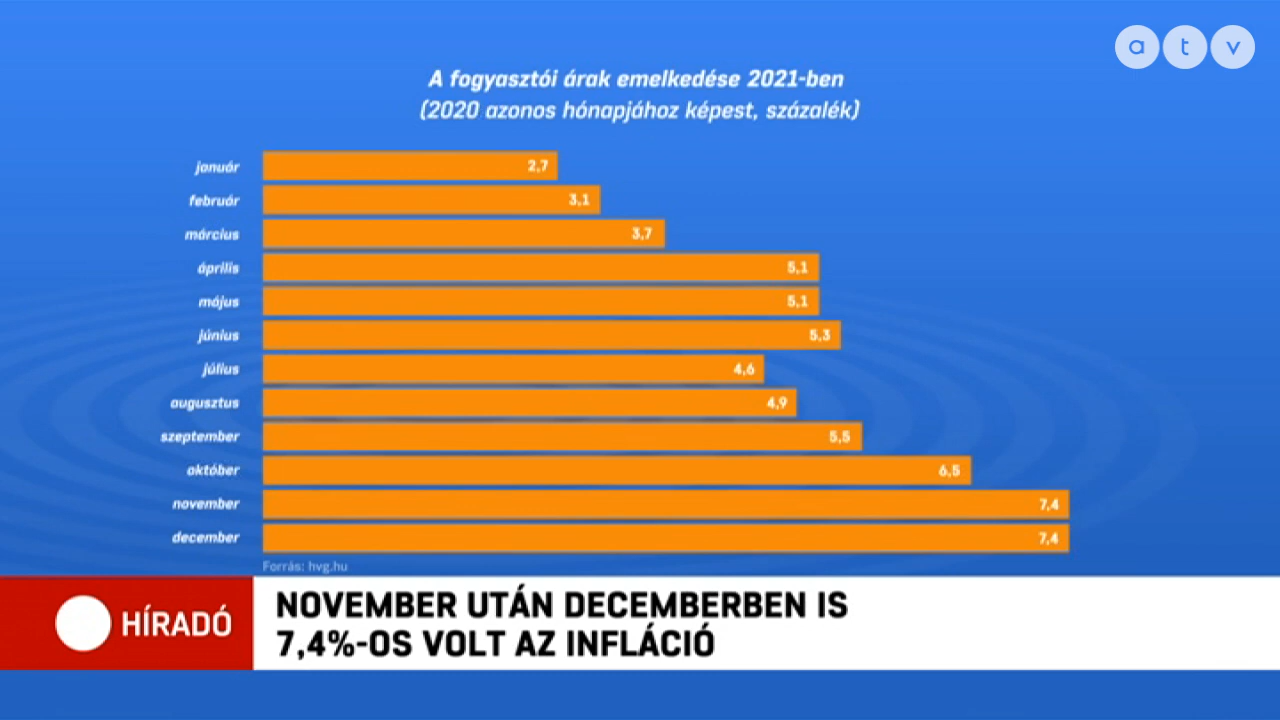 atv
A fogyasztói árak emelkedése 2021-ben
(2020 azonos hónapjához képest, százalék)
január 2,7
február 3,1
március 3,7
április 5,1
május 5,1
június 5,3
július 4,6
augusztus 4,9
szeptember 5,5
október 6,5
november 7,4
december 7,4
Forrás: hvg.hu
HÍRADÓ
NOVEMBER UTÁN DECEMBERBEN IS
7,4%-OS VOLT AZ INFLÁCIÓ